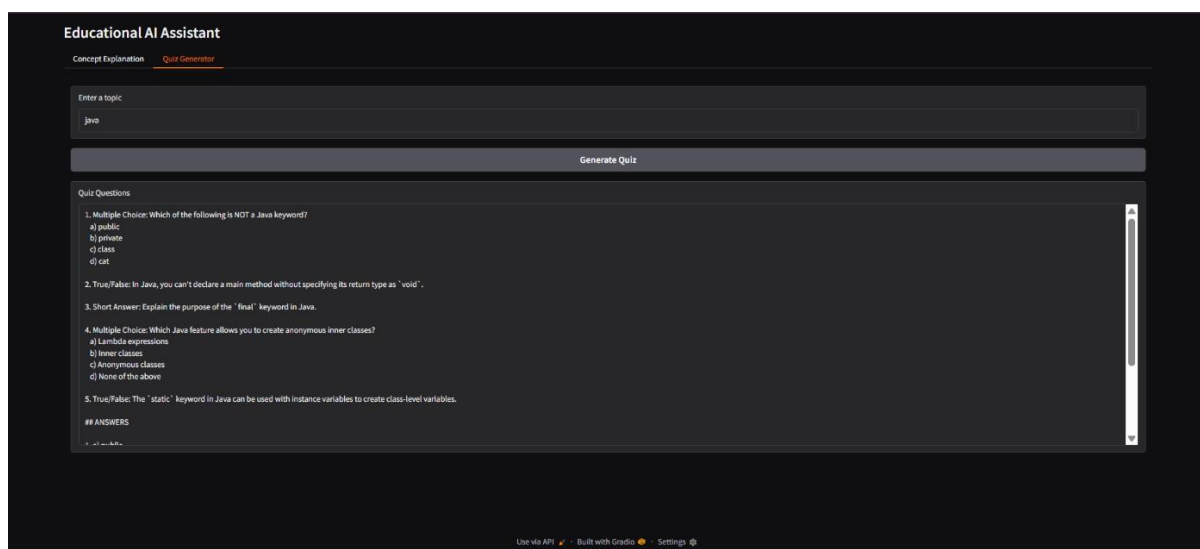 Educational AI Assistant
Concept Explanation Quiz Generator
Enter a topic
java
Generate Quiz
Quiz Questions
1. Multiple Choice: Which of the following is NOT a Java keyword?
a) public
b) private
c) class
d) cat
2. True/False: In Java, you can't declare a main method without specifying its return type as `void`.
3. Short Answer: Explain the purpose of the `final` keyword in Java.
4. Multiple Choice: Which Java feature allows you to create anonymous inner classes?
a) Lambda expressions
b) Inner classes
c) Anonymous classes
d) None of the above
5. True/False: The `static` keyword in Java can be used with instance variables to create class-level variables.
## ANSWERS
Use via API · Built with Gradio · Settings